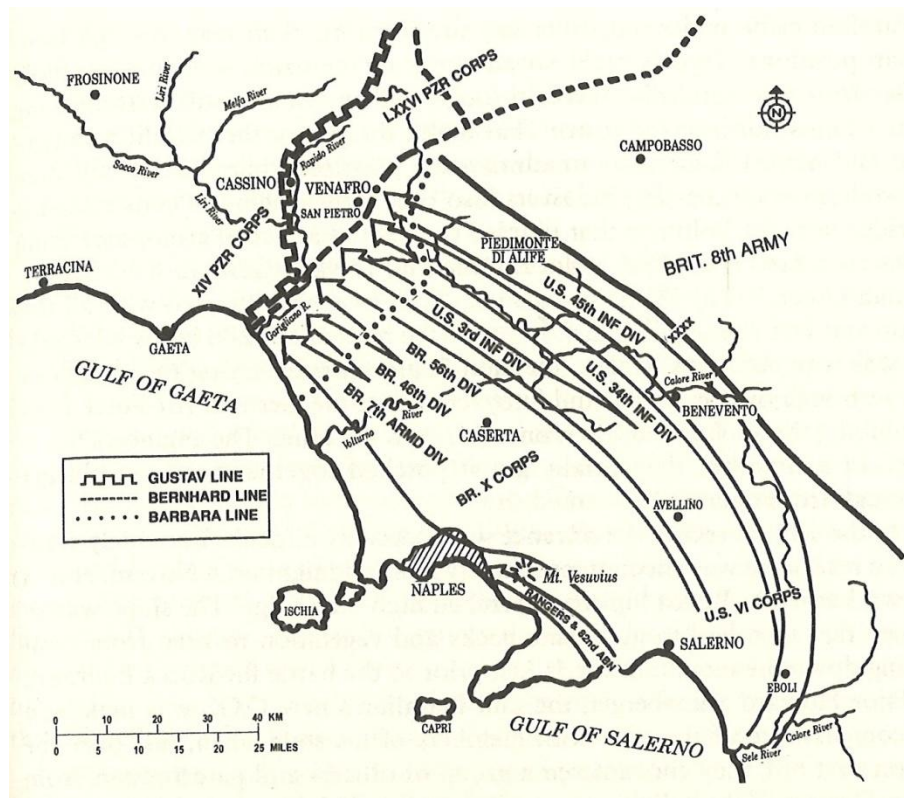 FROSINONE
Liri River
Melfa River
Sacco River
Liri River
LXXVI PZR CORPS
Rapido River
CASSINO
VENAFRO
SAN PIETRO
XIV PZR CORPS
N
CAMPOBASSO
PIEDIMONTE
DI ALIFE
BRIT. 8th ARMY
TERRACINA
GAETA
Garigliano R.
U.S. 45th INF DIV
XXXX
U.S. 3rd INF DIV
U.S. 34th INF DIV
Calore River
BENEVENTO
BR. 56th DIV
BR. 46th DIV
BR. 7th ARMD DIV
GULF OF GAETA
Volturno River
CASERTA
BR. X CORPS
GUSTAV LINE
BERNHARD LINE
BARBARA LINE
AVELLINO
NAPLES
Mt. Vesuvius
ISCHIA
RANGERS & 82nd ABN
U.S. VI CORPS
SALERNO
EBOLI
CAPRI
GULF OF SALERNO
Sele River
Calore River
0 10 20 30 40 KM
0 5 10 15 20 25 MILES